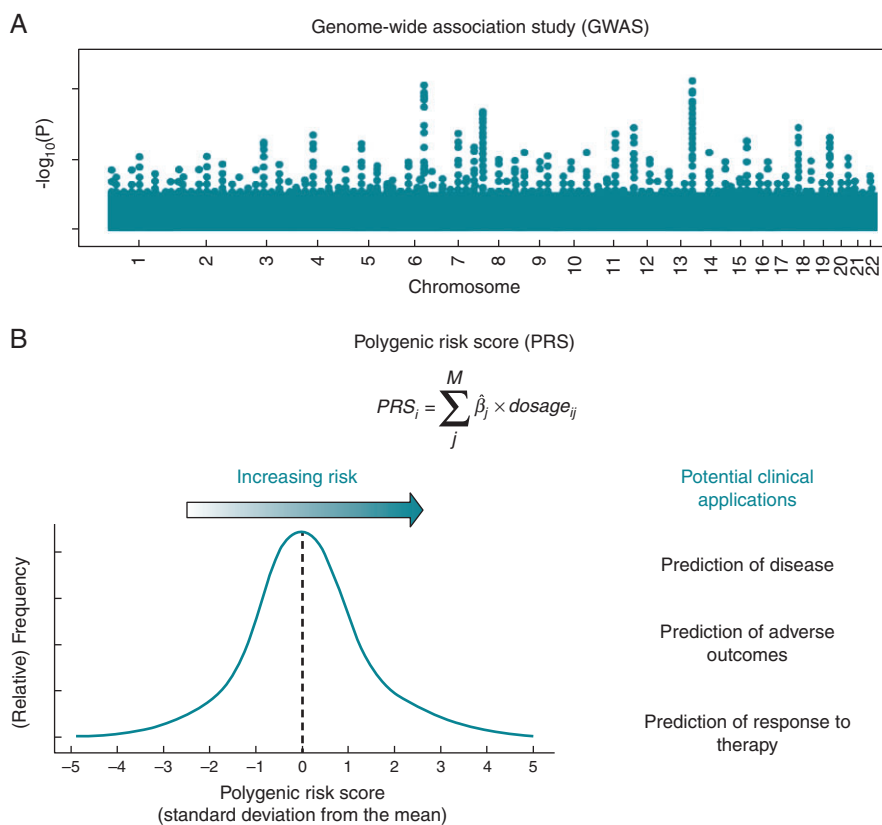 A
Genome-wide association study (GWAS)
-log10(P)
1 2 3 4 5 6 7 8 9 10 11 12 13 14 15 16 17 18 19 20 21 22
Chromosome
B
Polygenic risk score (PRS)
M
PRSi = ∑ β̂j × dosageij
j
Increasing risk
Potential clinical
applications
(Relative) Frequency
Prediction of disease
Prediction of adverse
outcomes
Prediction of response to
therapy
–5 –4 –3 –2 –1 0 1 2 3 4 5
Polygenic risk score
(standard deviation from the mean)